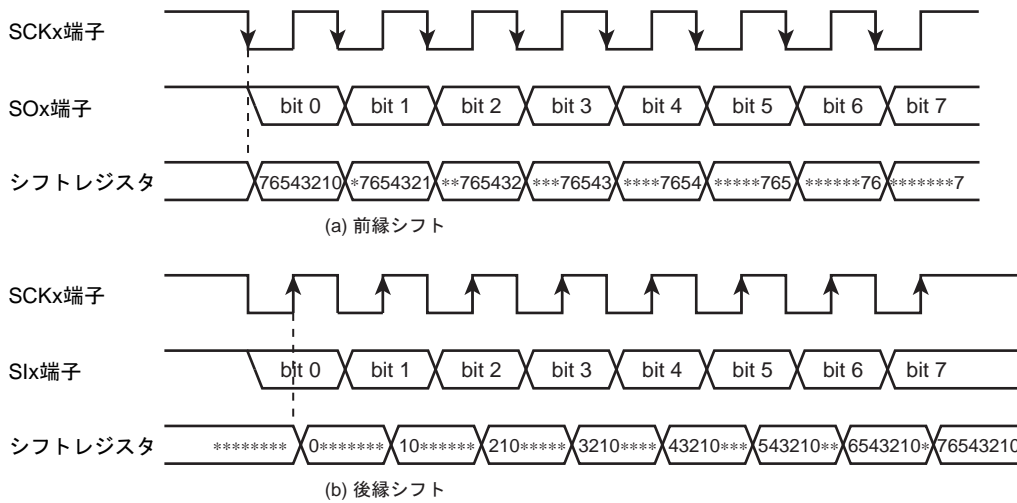 SCKx端子
SOx端子 bit 0 bit 1 bit 2 bit 3 bit 4 bit 5 bit 6 bit 7
シフトレジスタ 76543210 *7654321 **765432 ***76543 ****7654 *****765 ******76 *******7
(a) 前縁シフト
SCKx端子
SIx端子 bit 0 bit 1 bit 2 bit 3 bit 4 bit 5 bit 6 bit 7
シフトレジスタ ******** 0******* 10****** 210***** 3210**** 43210*** 543210** 6543210* 76543210
(b) 後縁シフト